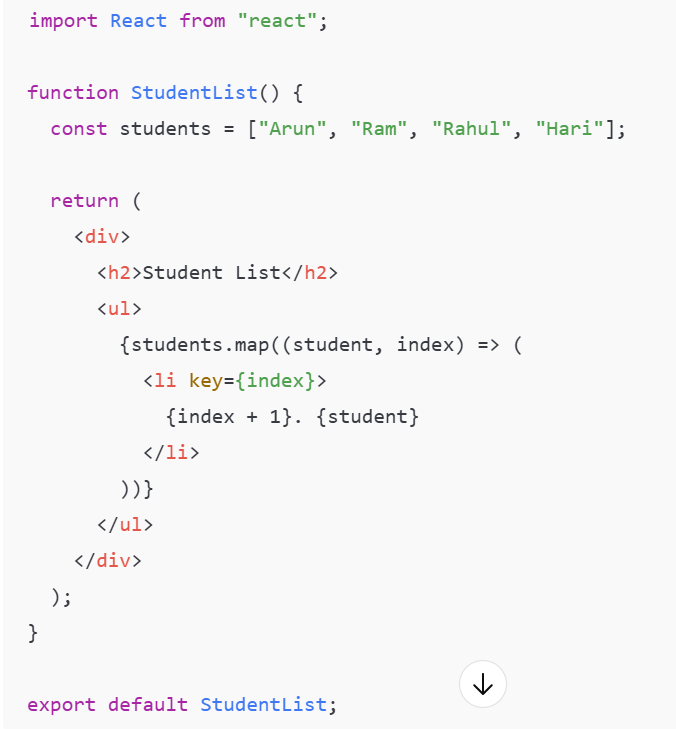 import React from "react";

function StudentList() {
  const students = ["Arun", "Ram", "Rahul", "Hari"];

  return (
    <div>
      <h2>Student List</h2>
      <ul>
        {students.map((student, index) => (
          <li key={index}>
            {index + 1}. {student}
          </li>
        ))}
      </ul>
    </div>
  );
}

export default StudentList;